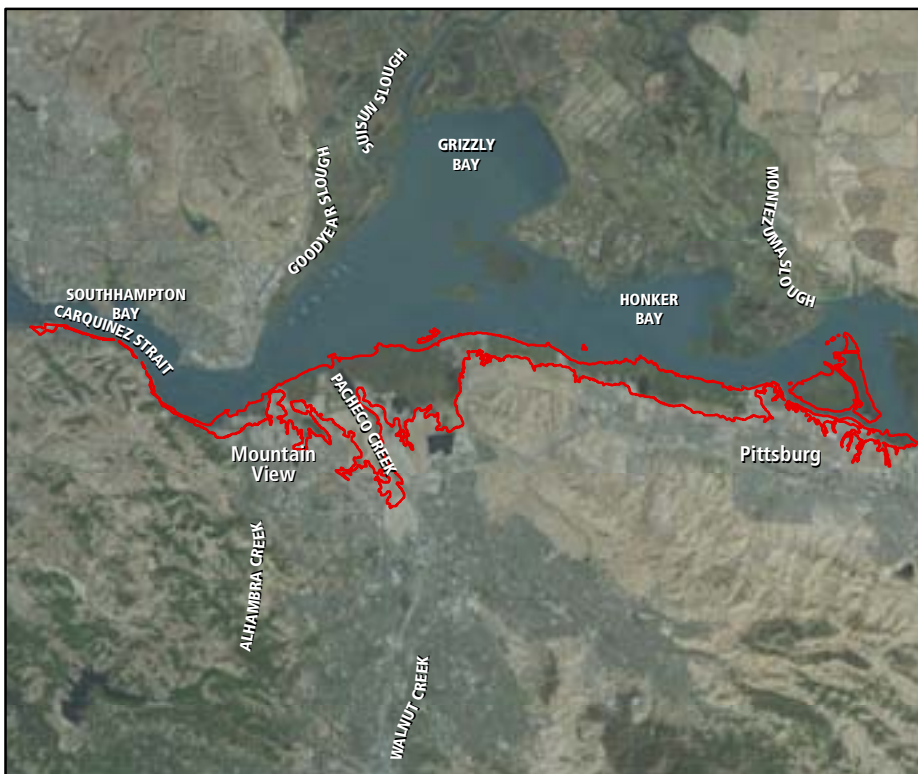 SUISUN SLOUGH
GRIZZLY
BAY
GOODYEAR SLOUGH
MONTEZUMA SLOUGH
SOUTHHAMPTON
BAY
CARQUINEZ STRAIT
HONKER
BAY
PACHECO CREEK
Mountain
View
Pittsburg
ALHAMBRA CREEK
WALNUT CREEK